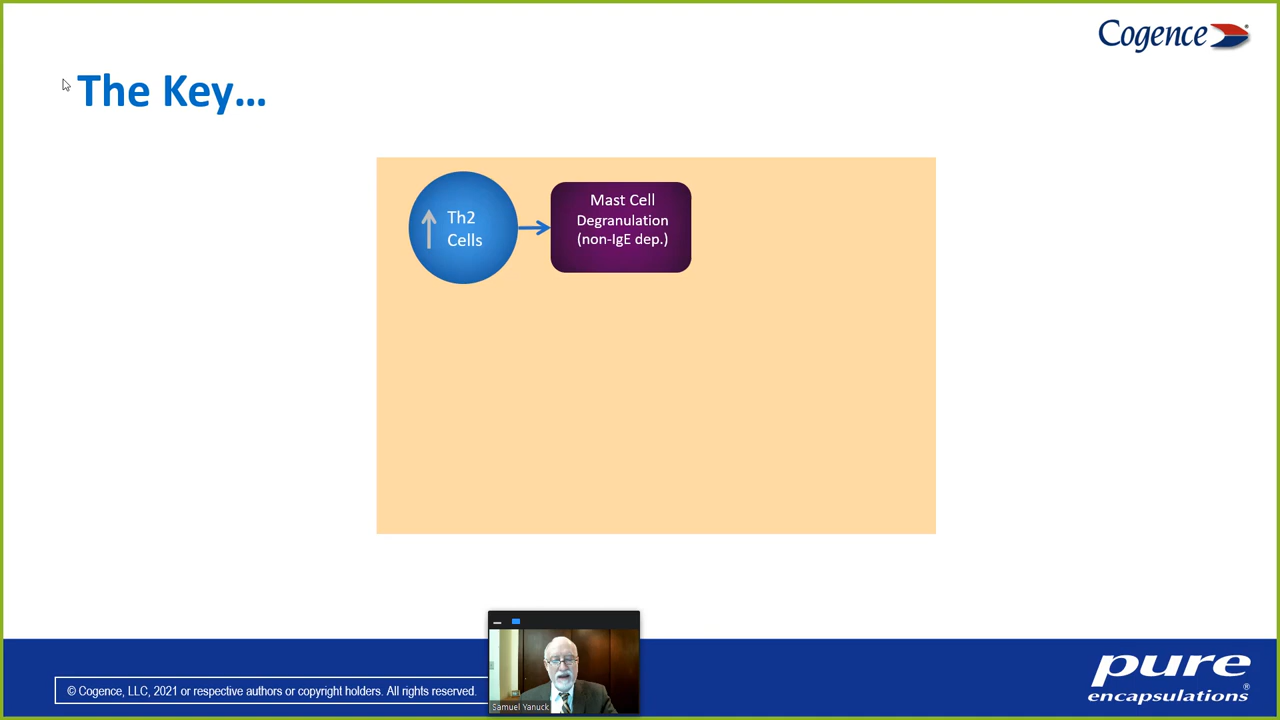 Cogence
The Key...
Th2
Cells
Mast Cell
Degranulation
(non-IgE dep.)
© Cogence, LLC, 2021 or respective authors or copyright holders. All rights reserved.
Samuel Yanuck
pure
encapsulations®